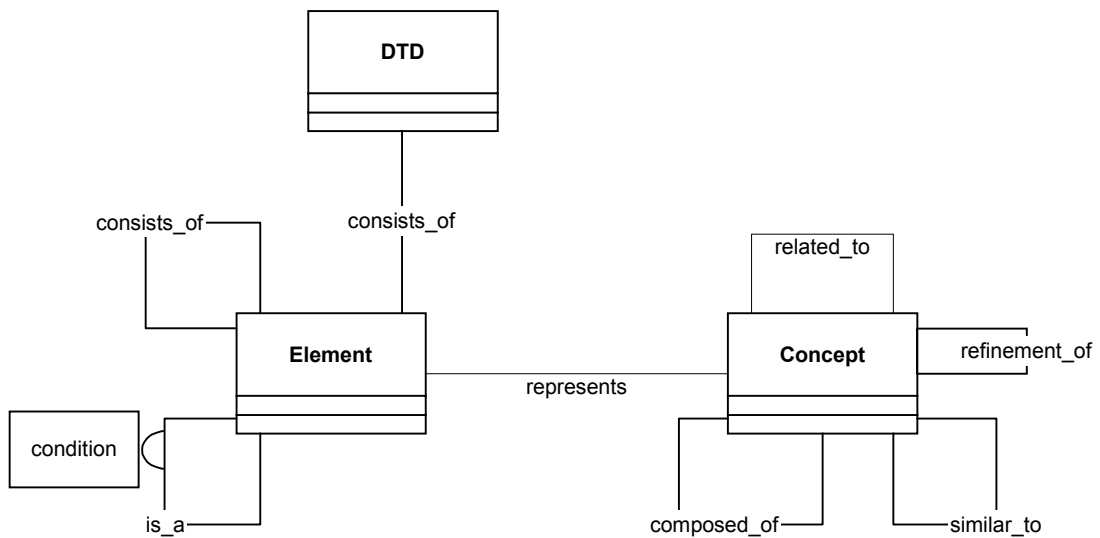 DTD
consists_of
consists_of
related_to
Element
Concept
refinement_of
represents
condition
is_a
composed_of
similar_to